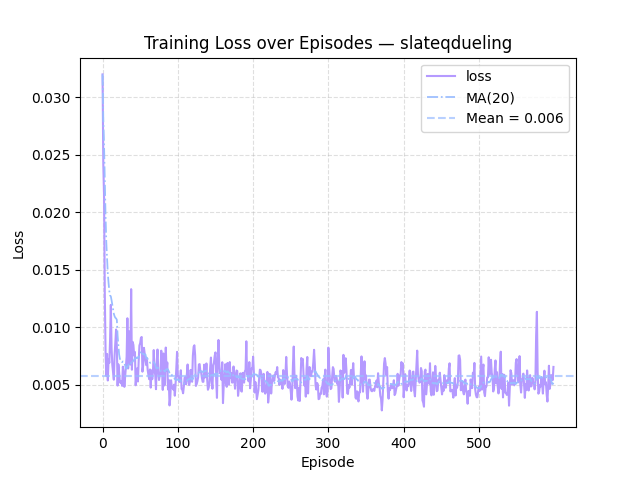 Training Loss over Episodes — slateqdueling
loss
MA(20)
Mean = 0.006
Loss
0.030
0.025
0.020
0.015
0.010
0.005
0
100
200
300
400
500
Episode